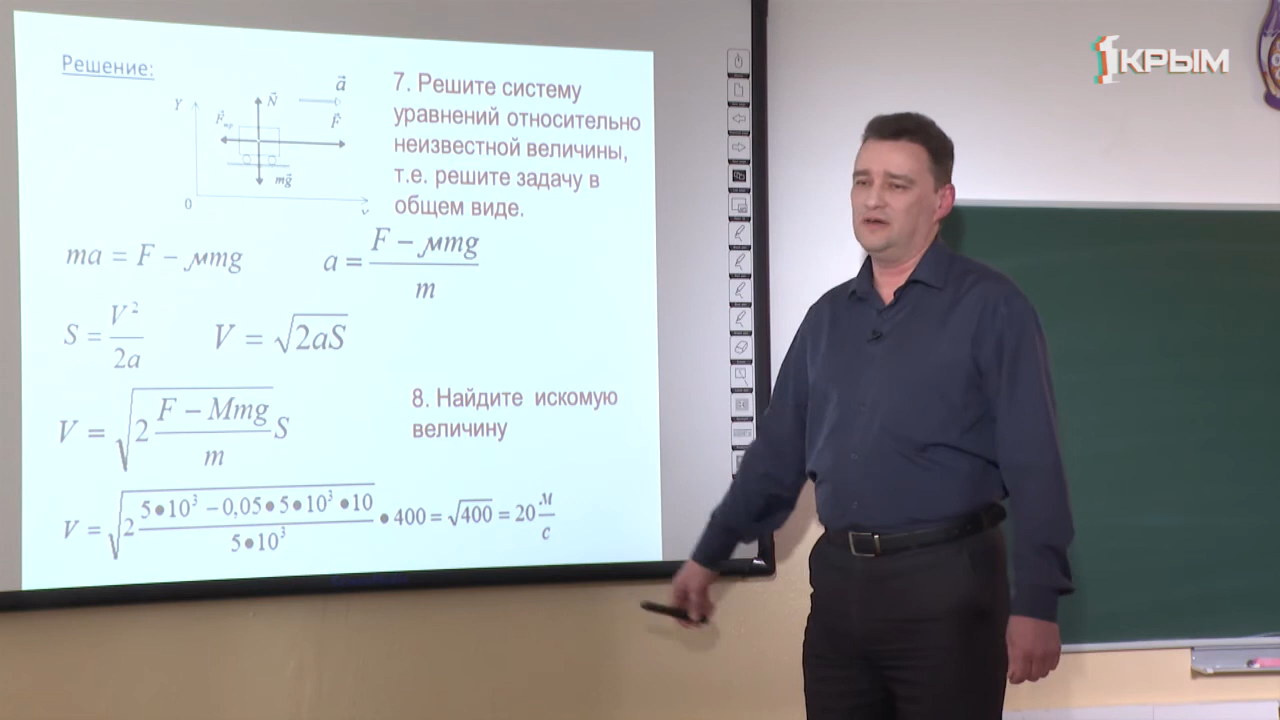 Решение:
Y
N
a
F
Fтр
mg
0
7. Решите систему
уравнений относительно
неизвестной величины,
т.е. решите задачу в
общем виде.
ma = F − мmg
a = (F − мmg) / m
S = V² / 2a
V = √(2aS)
V = √(2 (F − Mmg) / m S)
8. Найдите искомую
величину
V = √(2 (5•10³ − 0,05•5•10³•10) / 5•10³ •400 = √400 = 20 м/с
1КРЫМ